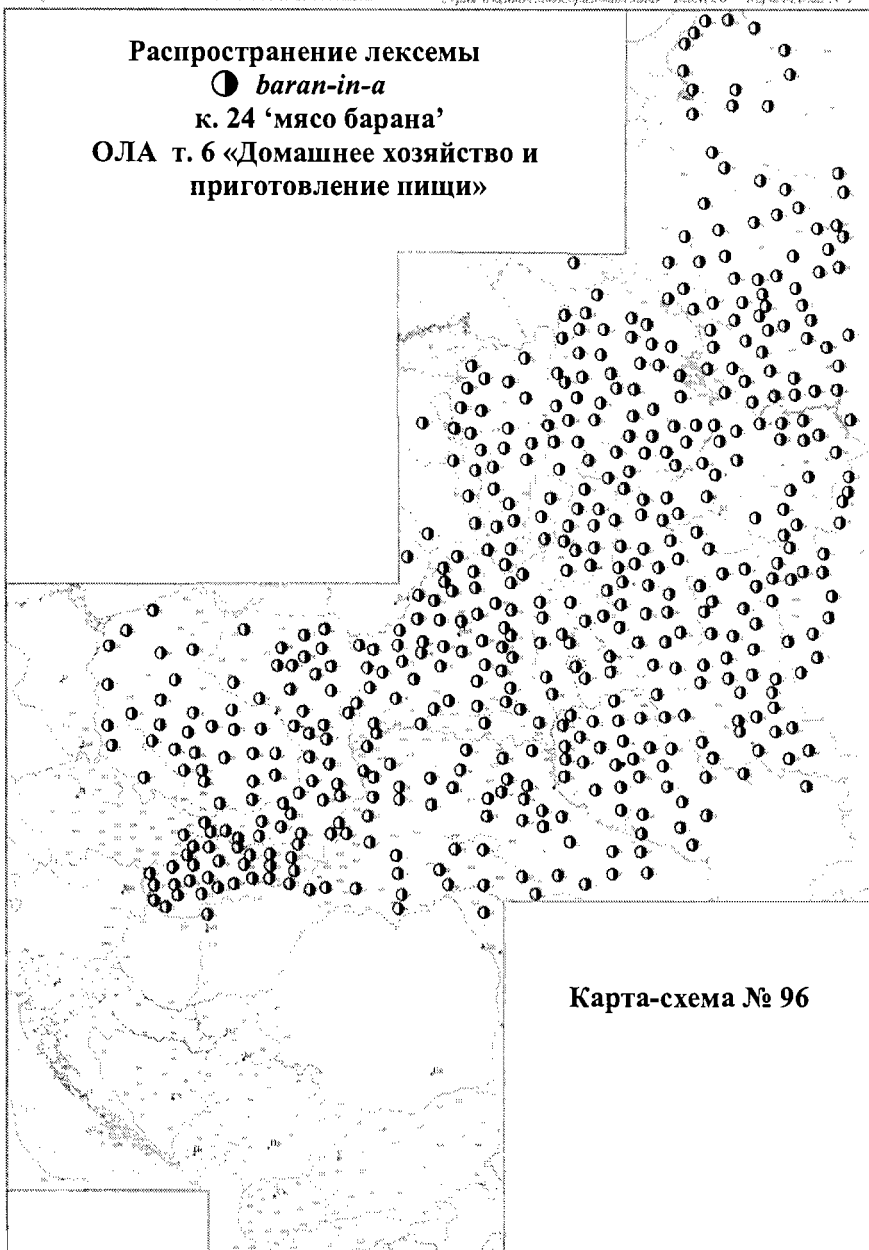 Распространение лексемы
◑ baran-in-a
к. 24 ‘мясо барана’
ОЛА т. 6 «Домашнее хозяйство и
приготовление пищи»
Карта-схема № 96